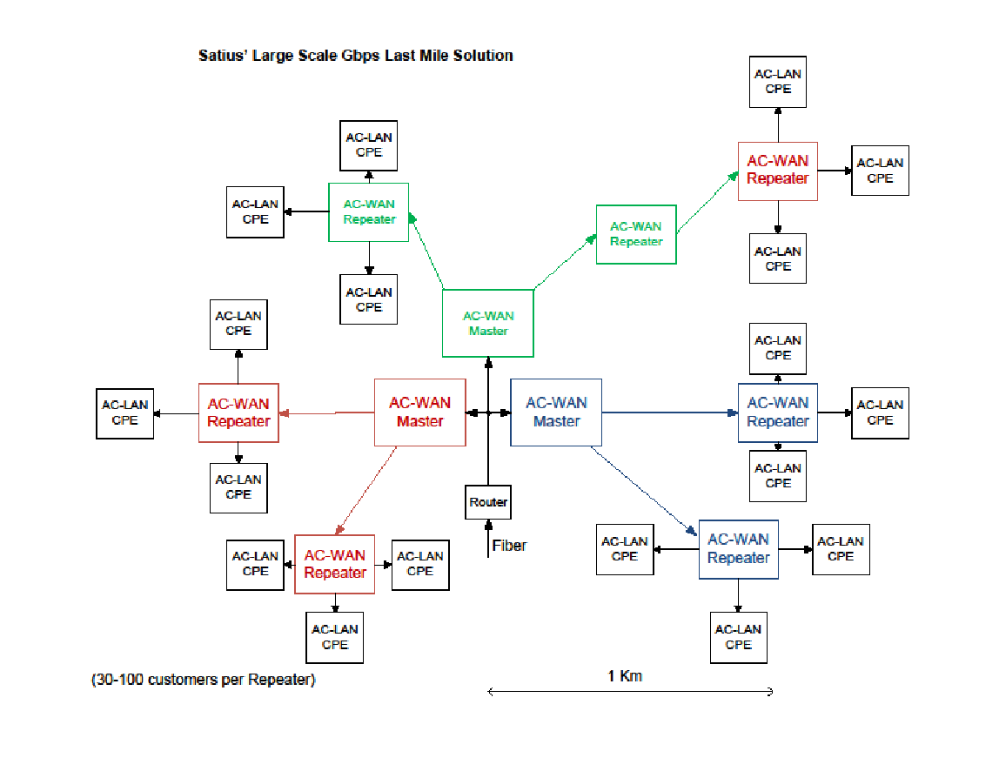 Satius’ Large Scale Gbps Last Mile Solution
AC-LAN
CPE
AC-LAN
CPE
AC-WAN
Repeater
AC-LAN
CPE
AC-LAN
CPE
AC-WAN
Repeater
AC-LAN
CPE
AC-WAN
Repeater
AC-LAN
CPE
AC-LAN
CPE
AC-WAN
Master
AC-LAN
CPE
AC-LAN
CPE
AC-LAN
CPE
AC-WAN
Repeater
AC-WAN
Master
AC-WAN
Master
AC-WAN
Repeater
AC-LAN
CPE
AC-LAN
CPE
AC-LAN
CPE
Router
Fiber
AC-LAN
CPE
AC-WAN
Repeater
AC-LAN
CPE
AC-LAN
CPE
AC-WAN
Repeater
AC-LAN
CPE
AC-LAN
CPE
AC-LAN
CPE
(30-100 customers per Repeater)
1 Km